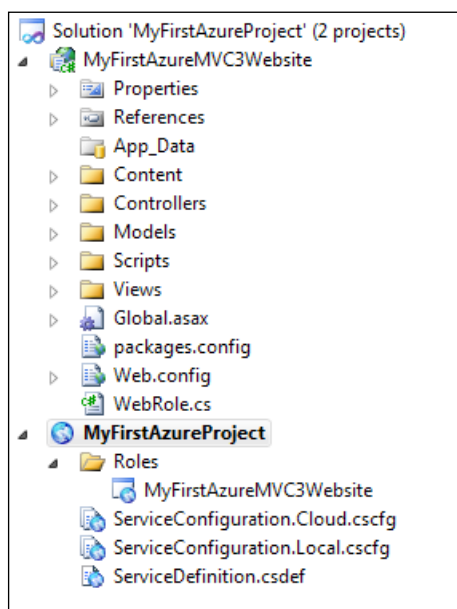 Solution 'MyFirstAzureProject' (2 projects)
MyFirstAzureMVC3Website
Properties
References
App_Data
Content
Controllers
Models
Scripts
Views
Global.asax
packages.config
Web.config
WebRole.cs
MyFirstAzureProject
Roles
MyFirstAzureMVC3Website
ServiceConfiguration.Cloud.cscfg
ServiceConfiguration.Local.cscfg
ServiceDefinition.csdef